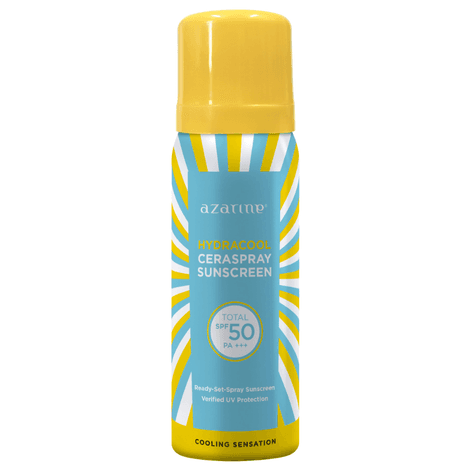 azarine®
HYDRACOOL
CERASPRAY
SUNSCREEN
TOTAL
SPF 50
PA +++
Ready-Set-Spray Sunscreen
Verified UV Protection
COOLING SENSATION